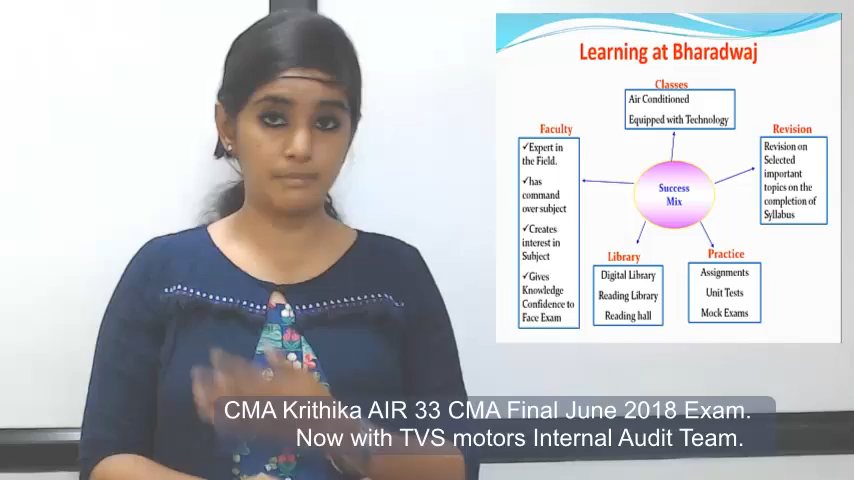 Learning at Bharadwaj
Classes
Air Conditioned
Equipped with Technology
Faculty
✓Expert in
the Field.
✓has
command
over subject
✓Creates
interest in
Subject
✓Gives
Knowledge
Confidence to
Face Exam
Revision
Revision on
Selected
important
topics on the
completion of
Syllabus
Success
Mix
Library
Digital Library
Reading Library
Reading hall
Practice
Assignments
Unit Tests
Mock Exams
CMA Krithika AIR 33 CMA Final June 2018 Exam.
Now with TVS motors Internal Audit Team.